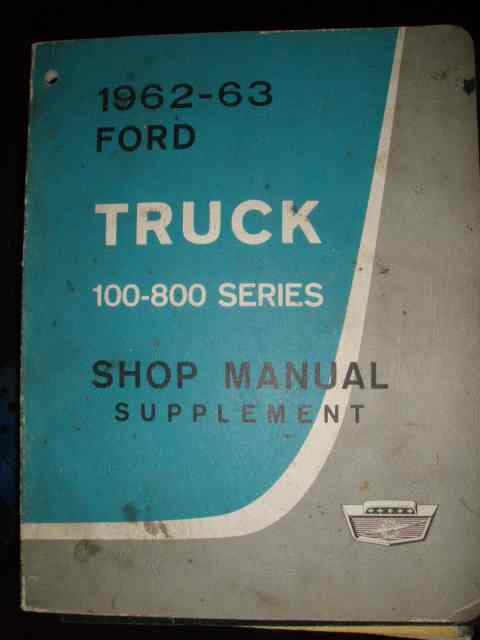 1962-63
FORD
TRUCK
100-800 SERIES
SHOP MANUAL
SUPPLEMENT